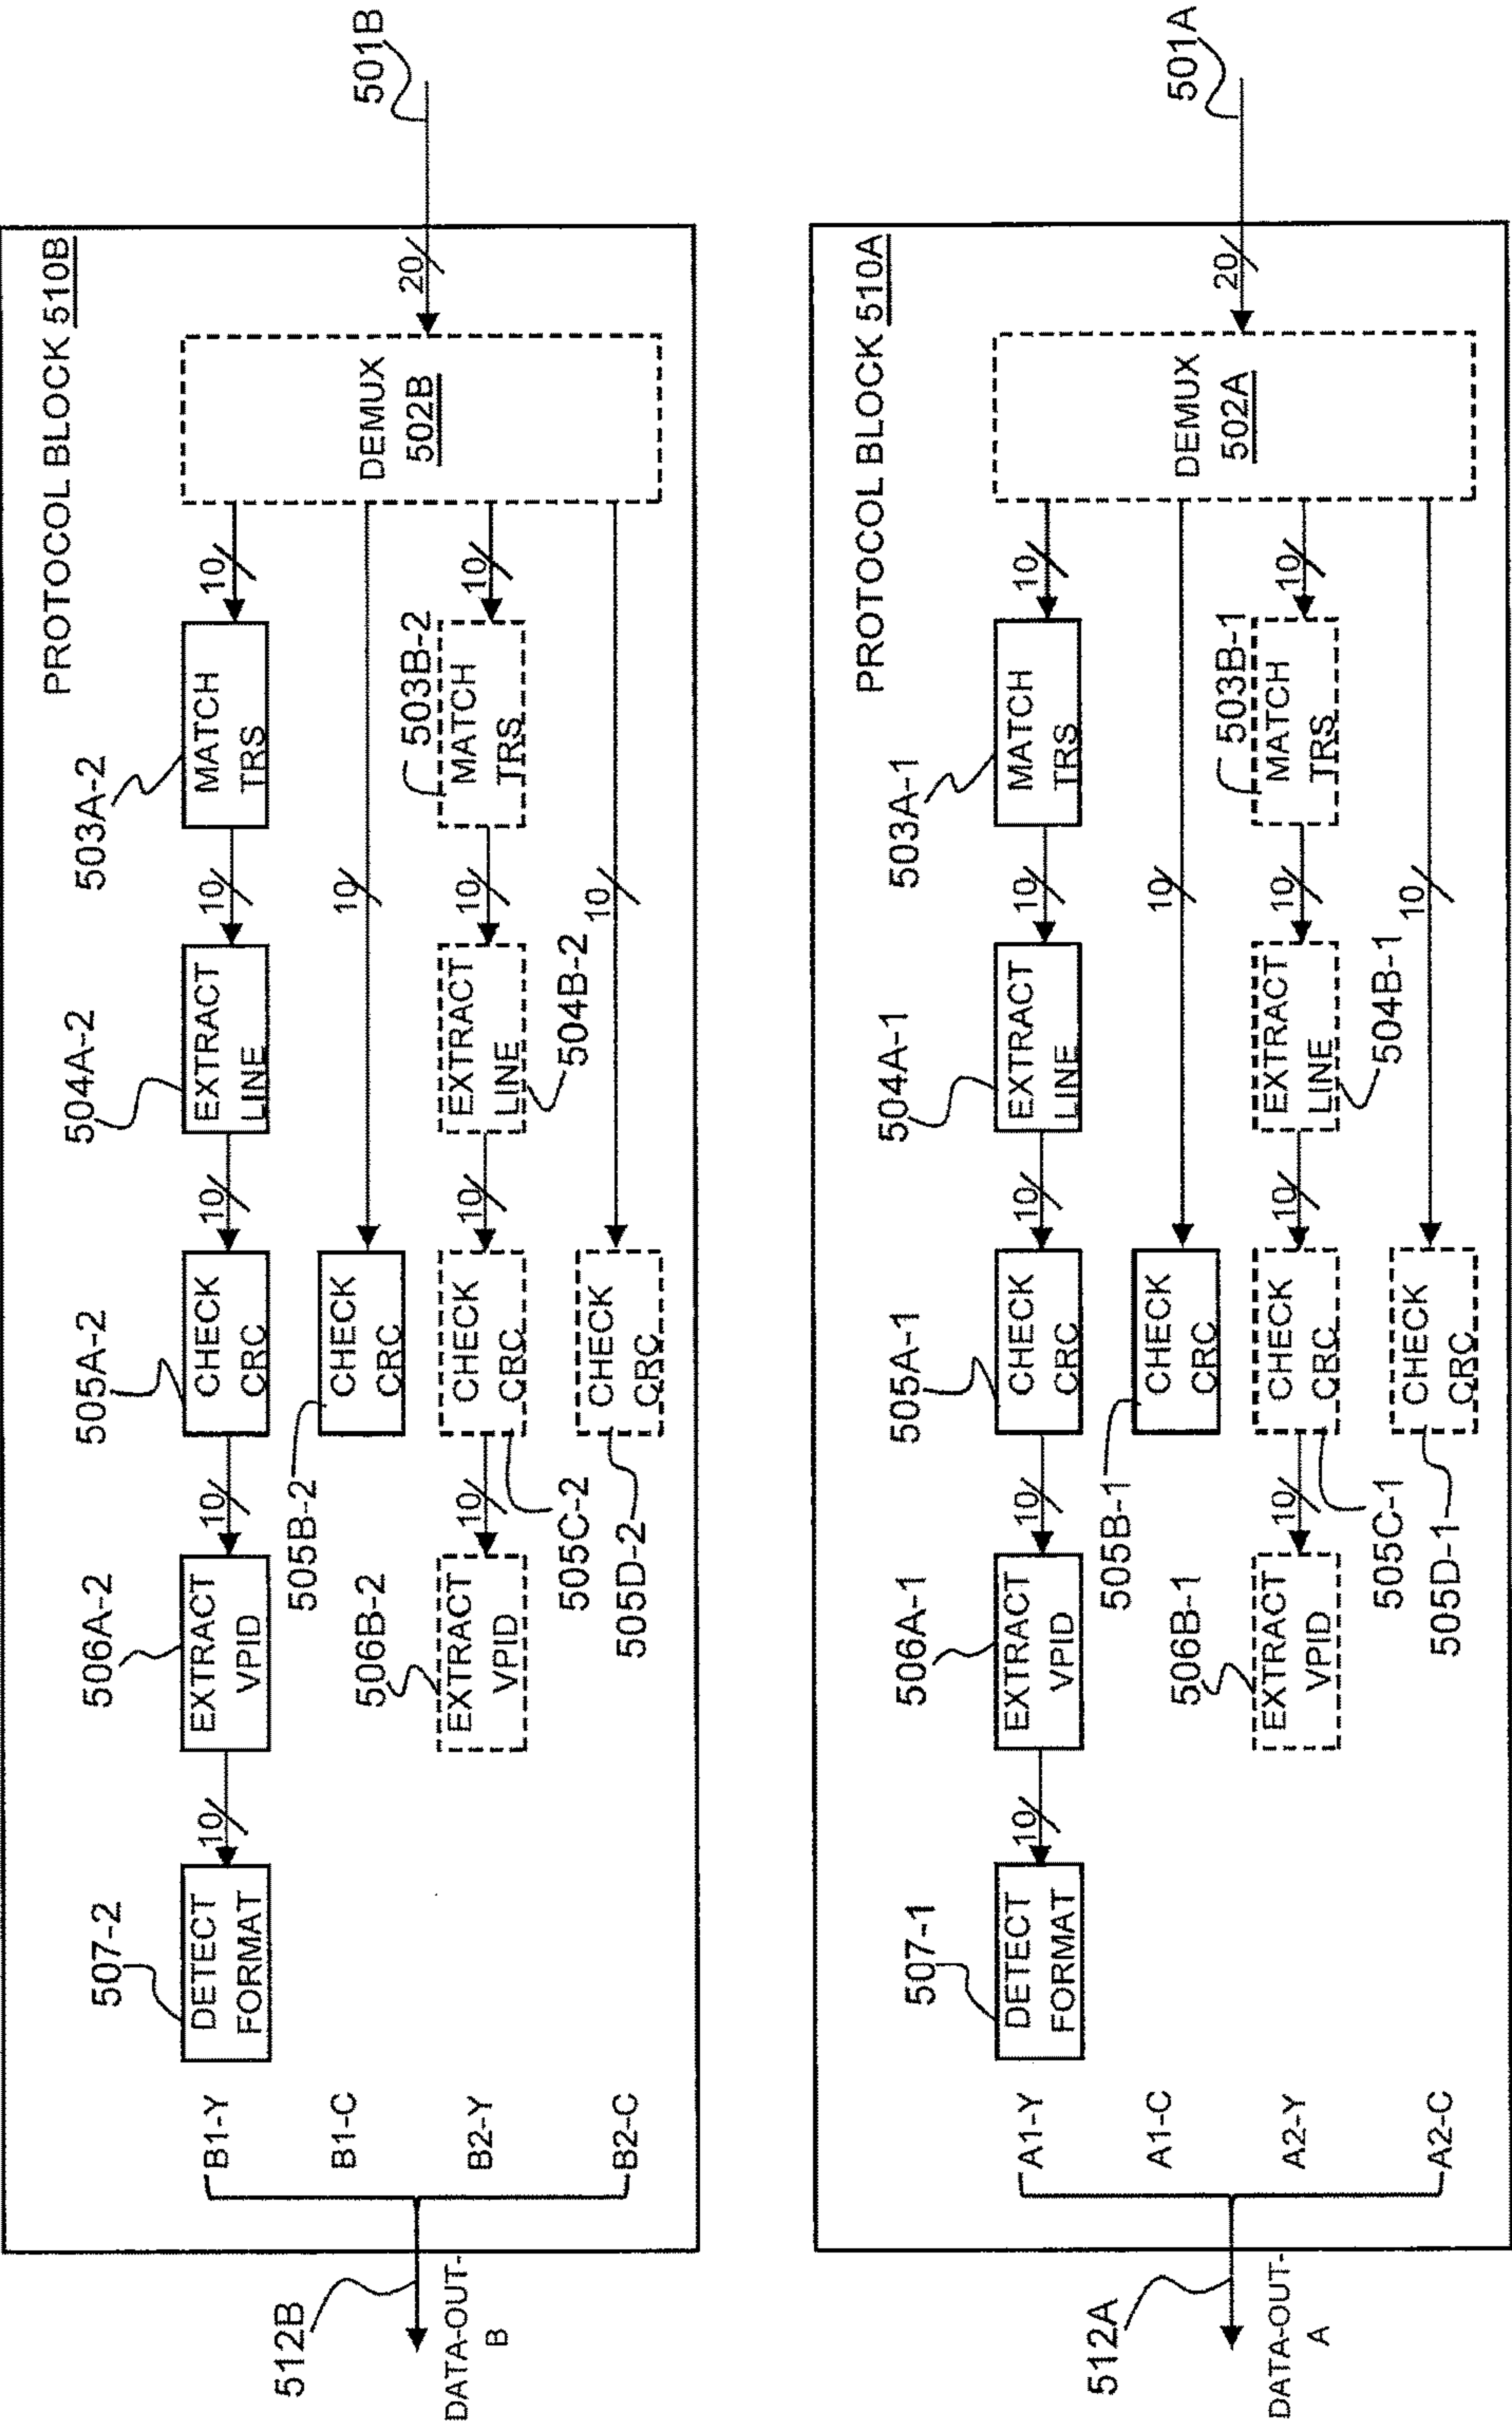 PROTOCOL BLOCK 510B
501B
20
DEMUX
502B
10
10
503A-2
MATCH
TRS
503B-2
MATCH
TRS
10
10
10
10
504A-2
EXTRACT
LINE
EXTRACT
LINE
504B-2
10
10
505A-2
CHECK
CRC
CHECK
CRC
CHECK
CRC
CHECK
CRC
505B-2
505C-2
505D-2
10
10
506A-2
EXTRACT
VPID
506B-2
EXTRACT
VPID
10
507-2
DETECT
FORMAT
B1-Y
B1-C
B2-Y
B2-C
512B
DATA-OUT-
B
PROTOCOL BLOCK 510A
501A
20
DEMUX
502A
10
10
503A-1
MATCH
TRS
503B-1
MATCH
TRS
10
10
10
10
504A-1
EXTRACT
LINE
EXTRACT
LINE
504B-1
10
10
505A-1
CHECK
CRC
CHECK
CRC
CHECK
CRC
CHECK
CRC
505B-1
505C-1
505D-1
10
10
506A-1
EXTRACT
VPID
506B-1
EXTRACT
VPID
10
507-1
DETECT
FORMAT
A1-Y
A1-C
A2-Y
A2-C
512A
DATA-OUT-
A